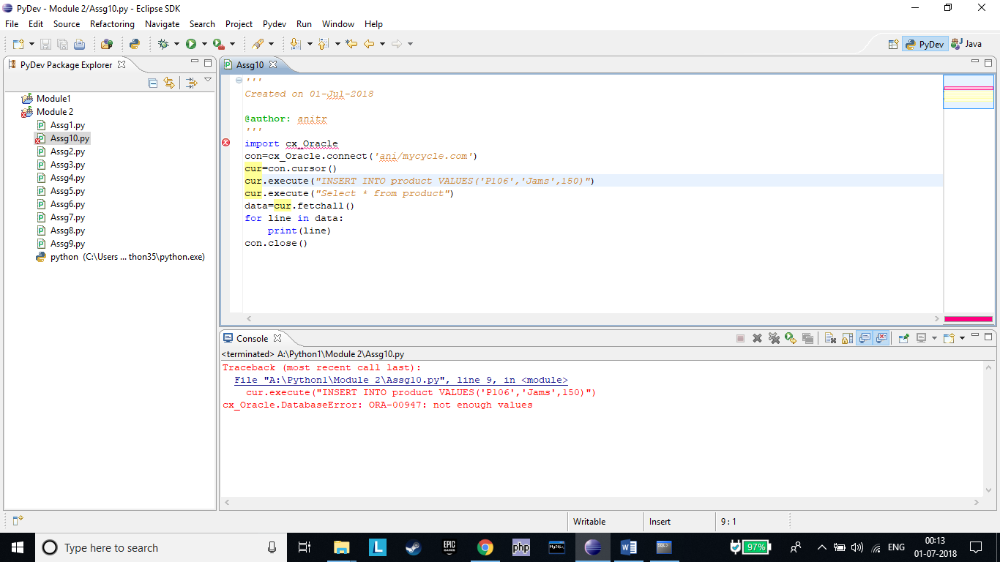 PyDev - Module 2/Assg10.py - Eclipse SDK
File Edit Source Refactoring Navigate Search Project Pydev Run Window Help
PyDev Java
PyDev Package Explorer
Module1
Module 2
Assg1.py
Assg10.py
Assg2.py
Assg3.py
Assg4.py
Assg5.py
Assg6.py
Assg7.py
Assg8.py
Assg9.py
python (C:\Users ... thon35\python.exe)
Assg10
'''
Created on 01-Jul-2018
@author: anitr
'''
import cx_Oracle
con=cx_Oracle.connect('ani/mycycle.com')
cur=con.cursor()
cur.execute("INSERT INTO product VALUES('P106','Jams',150)")
cur.execute("Select * from product")
data=cur.fetchall()
for line in data:
    print(line)
con.close()
Console
<terminated> A:\Python1\Module 2\Assg10.py
Traceback (most recent call last):
  File "A:\Python1\Module 2\Assg10.py", line 9, in <module>
    cur.execute("INSERT INTO product VALUES('P106','Jams',150)")
cx_Oracle.DatabaseError: ORA-00947: not enough values
Writable Insert 9 : 1
Type here to search
L
EPIC GAMES
php
MySQL
W
SQL
97%
ENG
00:13
01-07-2018